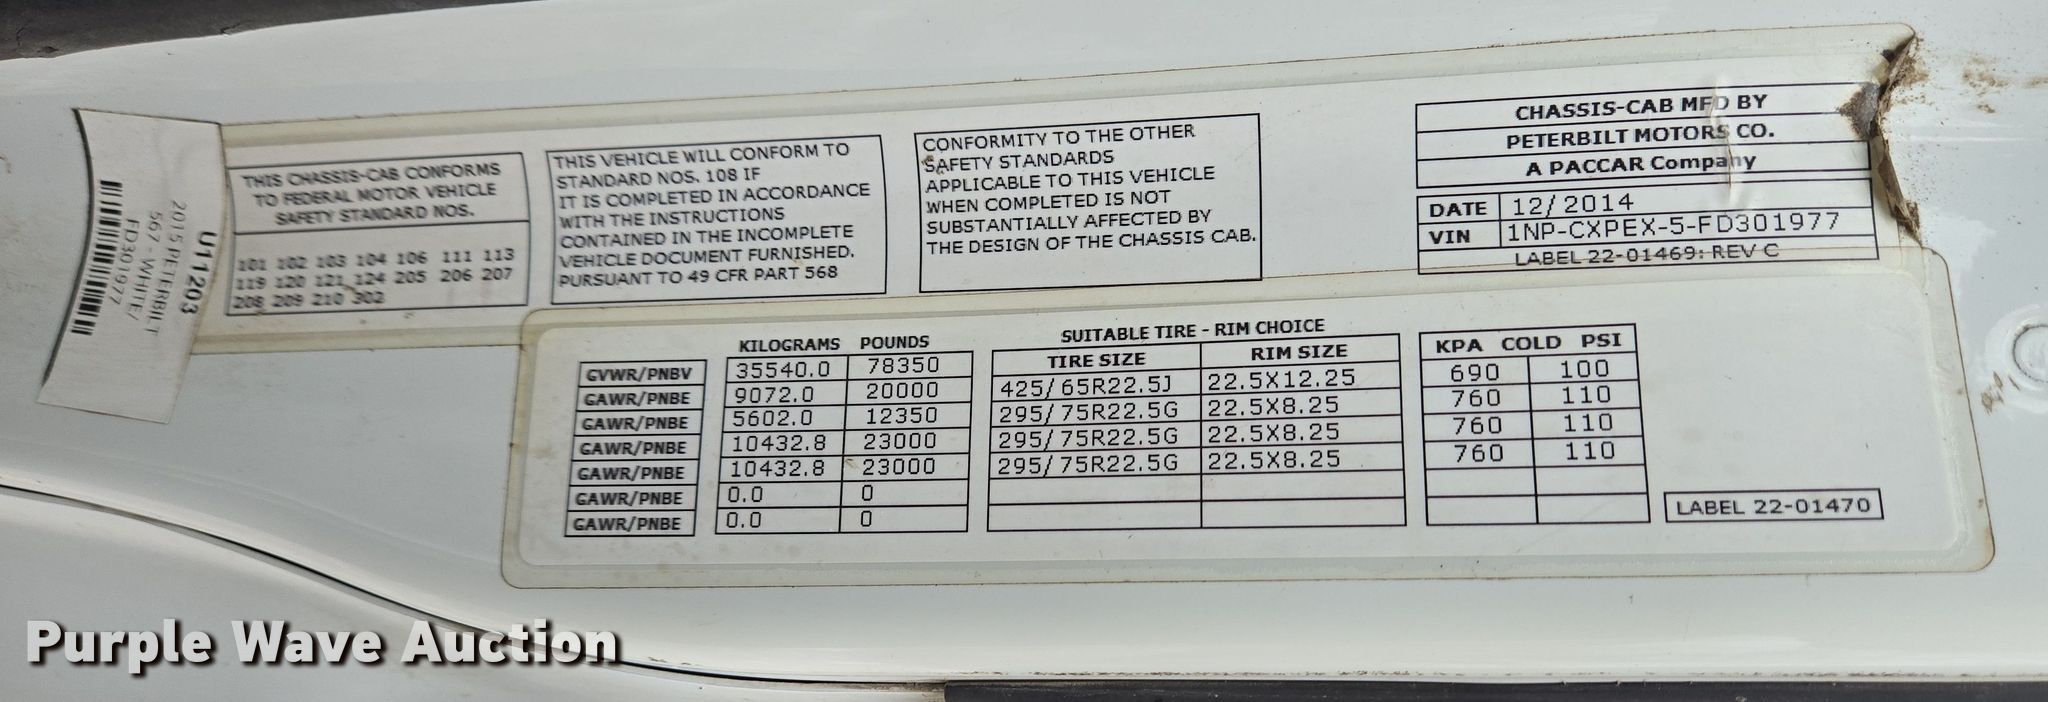 U11203
2015 PETERBILT
567 - WHITE/
FD301977
THIS CHASSIS-CAB CONFORMS
TO FEDERAL MOTOR VEHICLE
SAFETY STANDARD NOS.
101 102 103 104 106 111 113
119 120 121 124 205 206 207
208 209 210 302
THIS VEHICLE WILL CONFORM TO
STANDARD NOS. 108 IF
IT IS COMPLETED IN ACCORDANCE
WITH THE INSTRUCTIONS
CONTAINED IN THE INCOMPLETE
VEHICLE DOCUMENT FURNISHED.
PURSUANT TO 49 CFR PART 568
CONFORMITY TO THE OTHER
SAFETY STANDARDS
APPLICABLE TO THIS VEHICLE
WHEN COMPLETED IS NOT
SUBSTANTIALLY AFFECTED BY
THE DESIGN OF THE CHASSIS CAB.
CHASSIS-CAB MFD BY
PETERBILT MOTORS CO.
A PACCAR Company
DATE 12/2014
VIN 1NP-CXPEX-5-FD301977
LABEL 22-01469: REV C
KILOGRAMS POUNDS SUITABLE TIRE - RIM CHOICE
TIRE SIZE RIM SIZE KPA COLD PSI
GVWR/PNBV 35540.0 78350
GAWR/PNBE 9072.0 20000 425/65R22.5J 22.5X12.25 690 100
GAWR/PNBE 5602.0 12350 295/75R22.5G 22.5X8.25 760 110
GAWR/PNBE 10432.8 23000 295/75R22.5G 22.5X8.25 760 110
GAWR/PNBE 10432.8 23000 295/75R22.5G 22.5X8.25 760 110
GAWR/PNBE 0.0 0
GAWR/PNBE 0.0 0
LABEL 22-01470
Purple Wave Auction